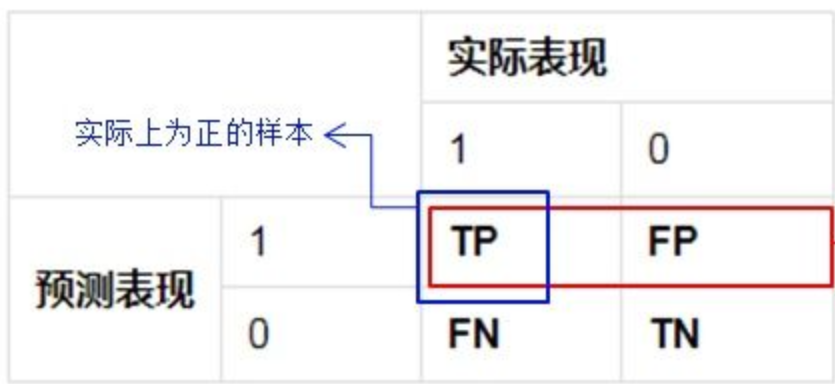 实际表现
实际上为正的样本
1 0
1 TP FP
预测表现
0 FN TN